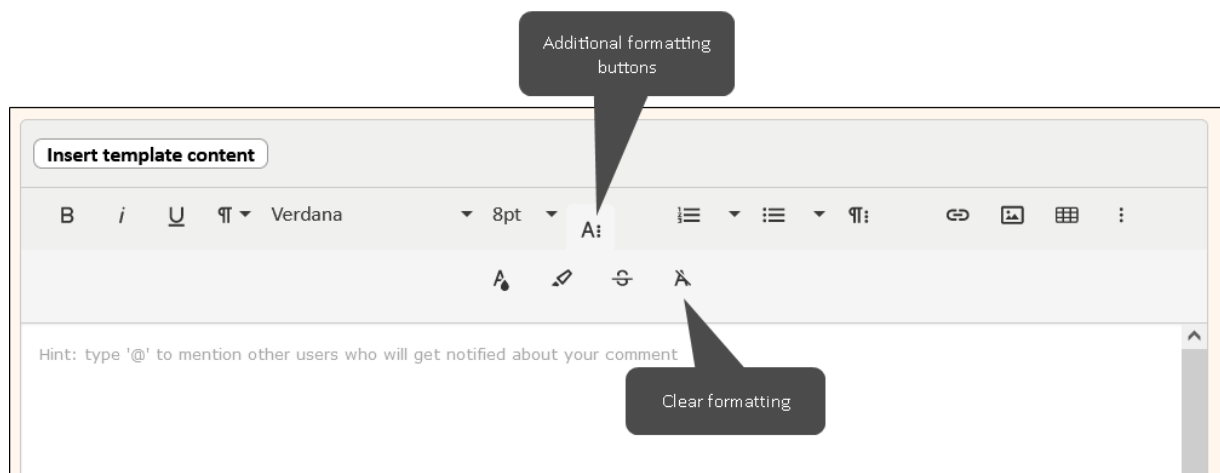 Additional formatting
buttons
Insert template content
B i U ¶ Verdana 8pt A ¶
A S A
Hint: type '@' to mention other users who will get notified about your comment
Clear formatting